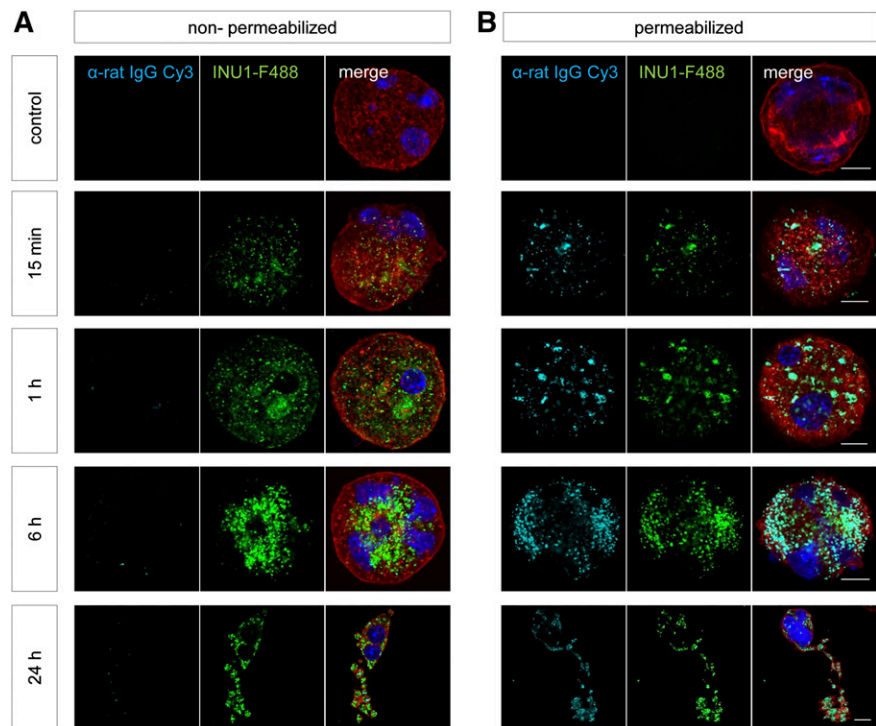 A
non- permeabilized
B
permeabilized
α-rat IgG Cy3 INU1-F488 merge
α-rat IgG Cy3 INU1-F488 merge
control
15 min
1 h
6 h
24 h